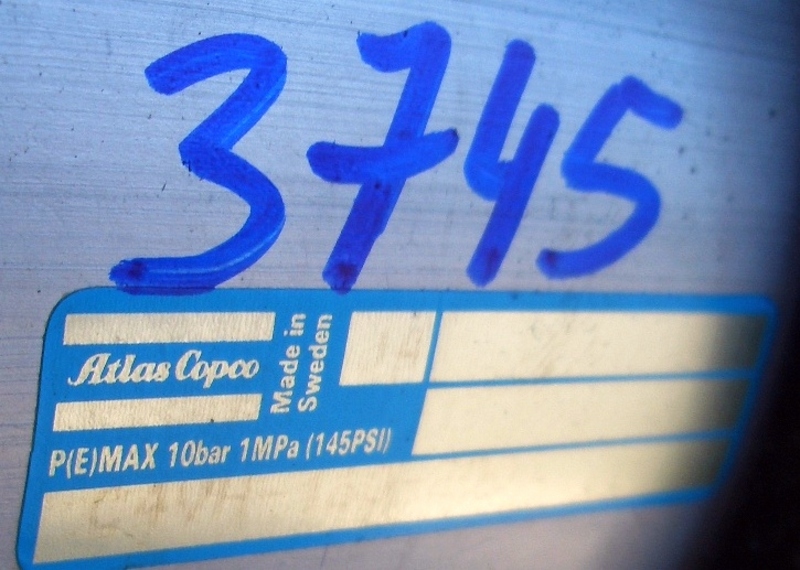 3745
Atlas Copco
Made in
Sweden
P(E)MAX 10bar 1MPa (145PSI)